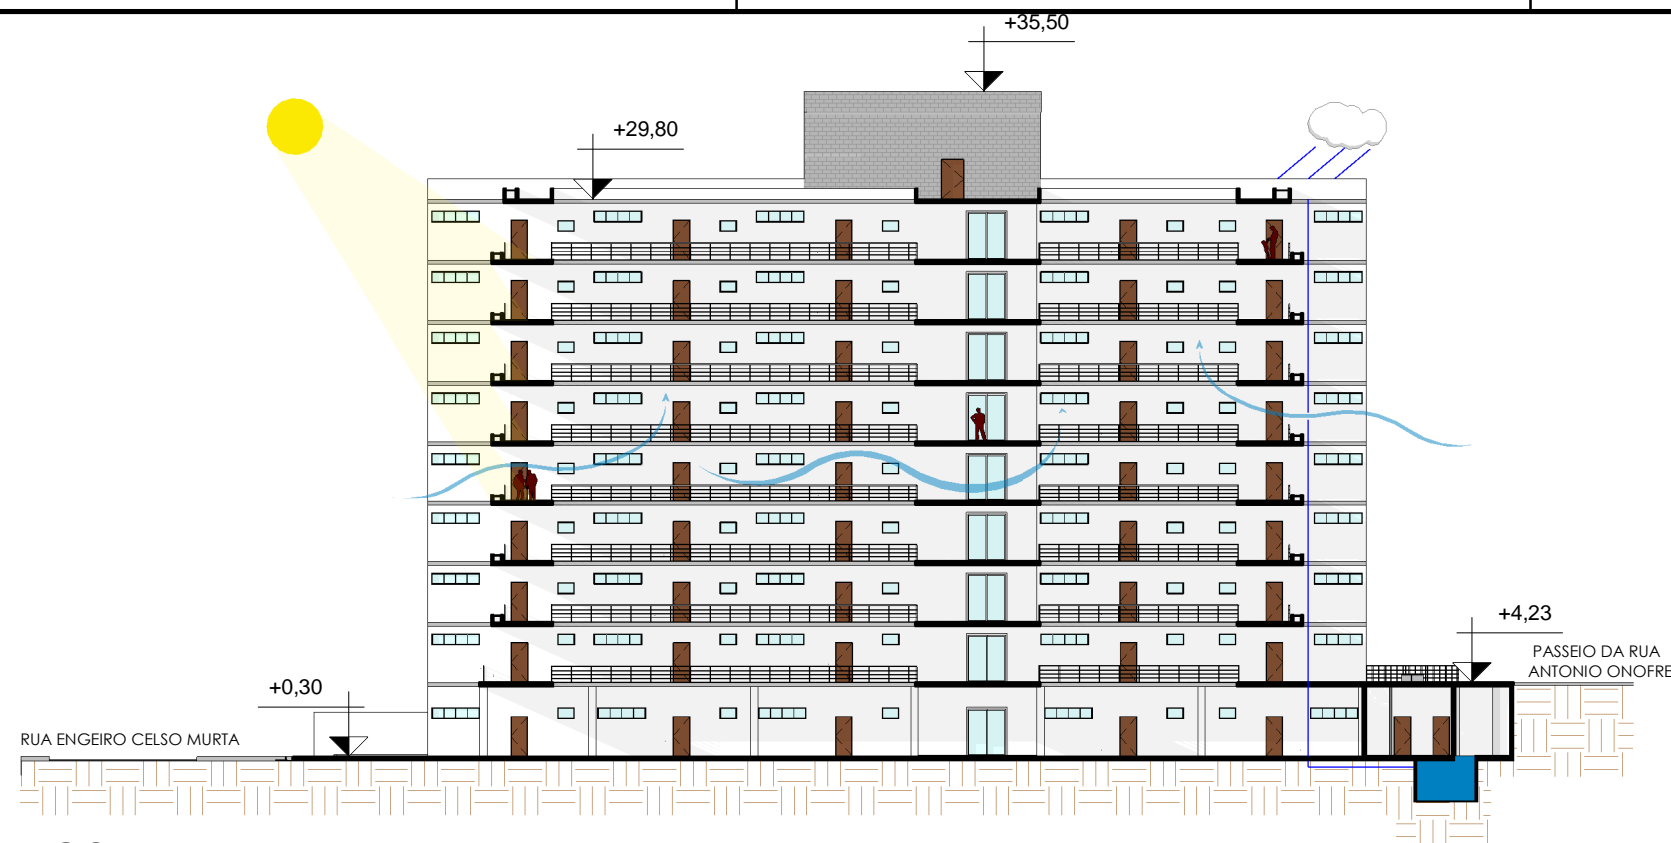 +35,50
+29,80
+4,23
PASSEIO DA RUA
ANTONIO ONOFRE
+0,30
RUA ENGEIRO CELSO MURTA